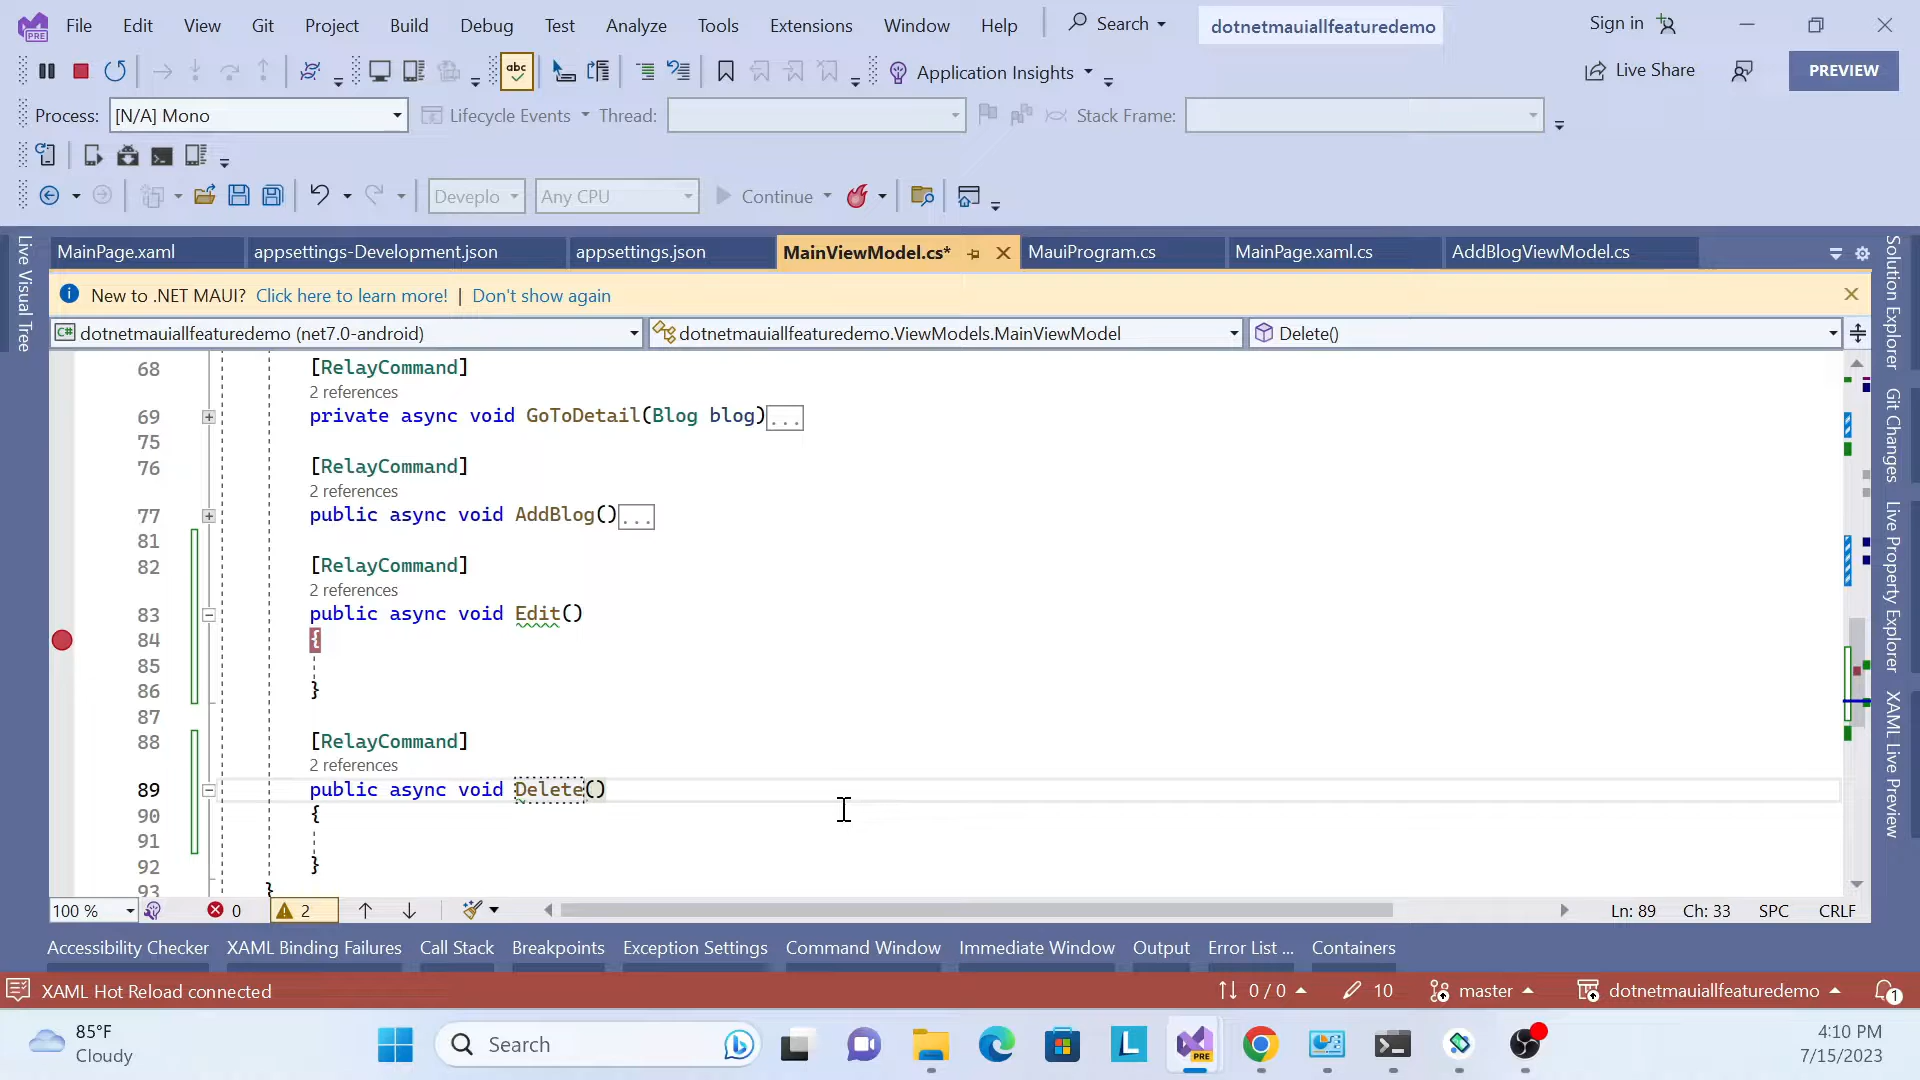 PRE
File Edit View Git Project Build Debug Test Analyze Tools Extensions Window Help Search dotnetmauiallfeaturedemo Sign in
abc Application Insights Live Share PREVIEW
Process: [N/A] Mono Lifecycle Events Thread: Stack Frame:
Develo Any CPU Continue
MainPage.xaml appsettings-Development.json appsettings.json MainViewModel.cs* MauiProgram.cs MainPage.xaml.cs AddBlogViewModel.cs
New to .NET MAUI? Click here to learn more! | Don't show again
C# dotnetmauiallfeaturedemo (net7.0-android) dotnetmauiallfeaturedemo.ViewModels.MainViewModel Delete()
68 [RelayCommand]
2 references
69 private async void GoToDetail(Blog blog)...
75
76 [RelayCommand]
2 references
77 public async void AddBlog()...
81
82 [RelayCommand]
2 references
83 public async void Edit()
84 {
85
86 }
87
88 [RelayCommand]
2 references
89 public async void Delete()
90 {
91
92 }
93 }
Live Visual Tree
Solution Explorer
Git Changes
Live Property Explorer
XAML Live Preview
100 % 0 2 Ln: 89 Ch: 33 SPC CRLF
Accessibility Checker XAML Binding Failures Call Stack Breakpoints Exception Settings Command Window Immediate Window Output Error List ... Containers
XAML Hot Reload connected 0 / 0 10 master dotnetmauiallfeaturedemo 1
85°F
Cloudy
Search
L
PRE
4:10 PM
7/15/2023